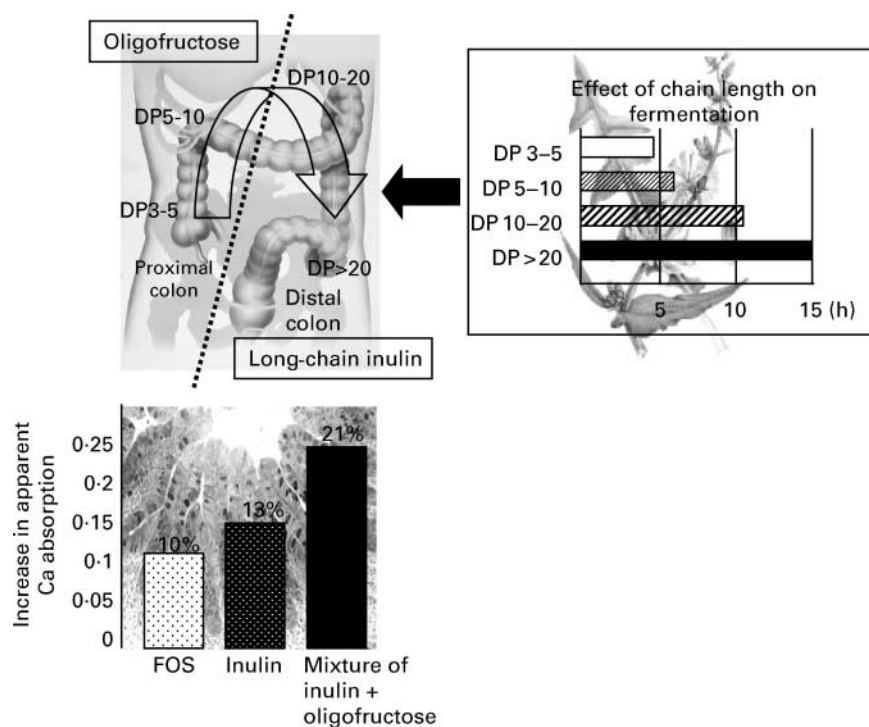 Oligofructose
DP10-20
DP5-10
DP3-5
DP>20
Proximal
colon
Distal
colon
Long-chain inulin
Effect of chain length on
fermentation
DP 3–5
DP 5–10
DP 10–20
DP > 20
5
10
15 (h)
Increase in apparent
Ca absorption
0·25
0·2
0·15
0·1
0·05
0
10%
13%
21%
FOS
Inulin
Mixture of
inulin +
oligofructose